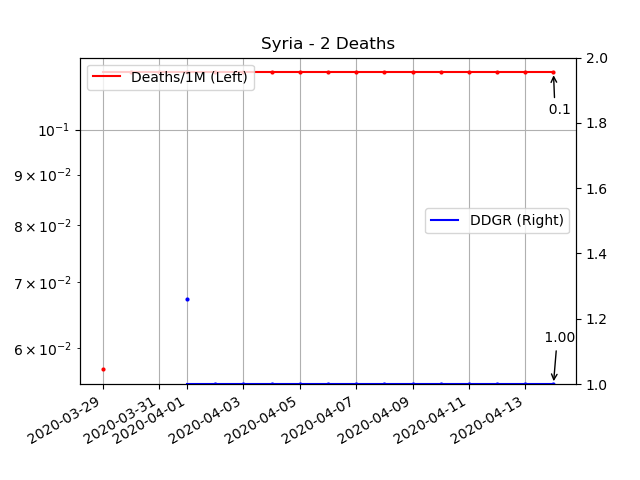 Syria - 2 Deaths
Deaths/1M (Left)
DDGR (Right)
0.1
1.00
10⁻¹
9 × 10⁻²
8 × 10⁻²
7 × 10⁻²
6 × 10⁻²
2.0
1.8
1.6
1.4
1.2
1.0
2020-03-29
2020-03-31
2020-04-01
2020-04-03
2020-04-05
2020-04-07
2020-04-09
2020-04-11
2020-04-13